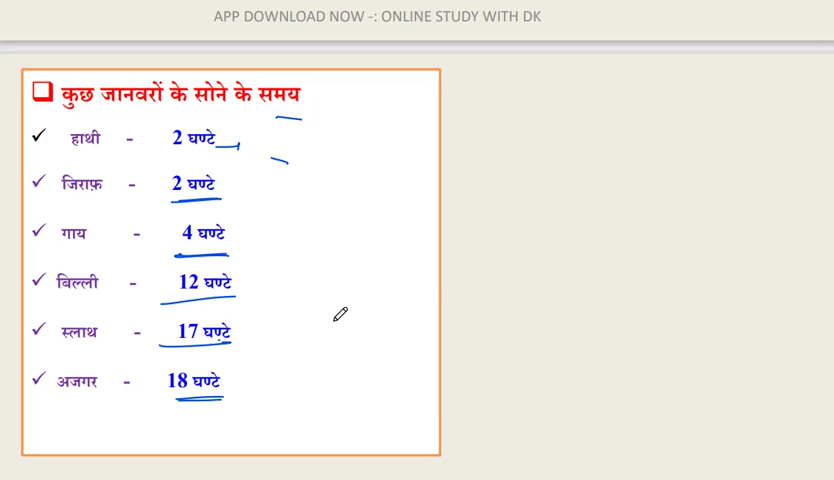 APP DOWNLOAD NOW -: ONLINE STUDY WITH DK
कुछ जानवरों के सोने के समय
हाथी - 2 घण्टे
जिराफ़ - 2 घण्टे
गाय - 4 घण्टे
बिल्ली - 12 घण्टे
स्लाथ - 17 घण्टे
अजगर - 18 घण्टे